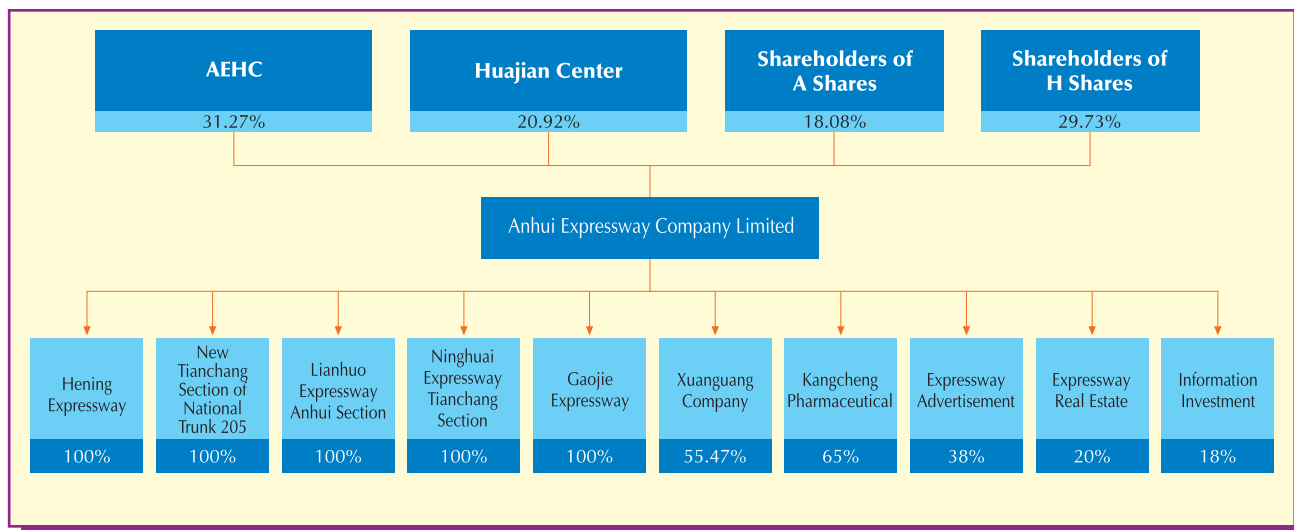 AEHC
31.27%
Huajian Center
20.92%
Shareholders of
A Shares
18.08%
Shareholders of
H Shares
29.73%
Anhui Expressway Company Limited
Hening
Expressway
100%
New
Tianchang
Section of
National
Trunk 205
100%
Lianhuo
Expressway
Anhui Section
100%
Ninghuai
Expressway
Tianchang
Section
100%
Gaojie
Expressway
100%
Xuanguang
Company
55.47%
Kangcheng
Pharmaceutical
65%
Expressway
Advertisement
38%
Expressway
Real Estate
20%
Information
Investment
18%